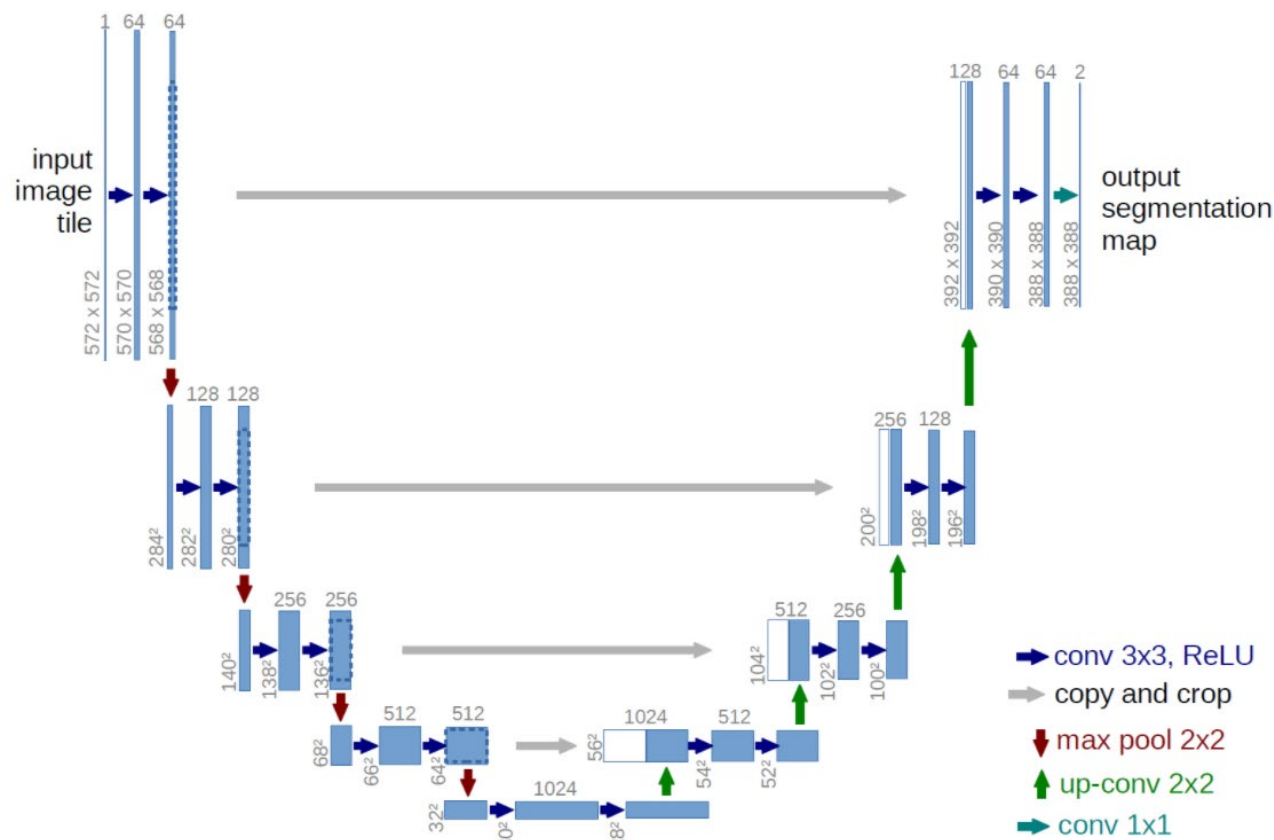 1 64 64
input
image
tile
572 x 572
570 x 570
568 x 568
128 64 64 2
output
segmentation
map
392 x 392
390 x 390
388 x 388
388 x 388
128 128
284²
282²
280²
256 128
200²
198²
196²
256 256
140²
138²
136²
512 256
104²
102²
100²
512 512
68²
66²
64²
1024 512
56²
54²
52²
1024
32²
conv 3x3, ReLU
copy and crop
max pool 2x2
up-conv 2x2
conv 1x1